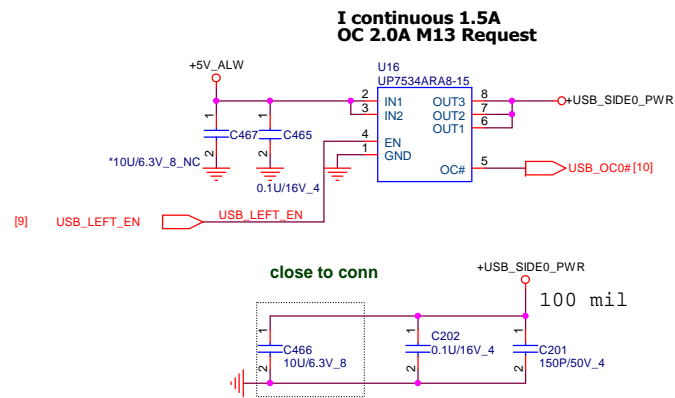 I continuous 1.5A
OC 2.0A M13 Request
+5V_ALW
U16
UP7534ARA8-15
2 IN1 OUT3 8 +USB_SIDE0_PWR
3 IN2 OUT2 7
OUT1 6
4 EN
1 GND
OC# 5 USB_OC0# [10]
1 1
C467 C465
2 2
*10U/6.3V_8_NC
0.1U/16V_4
[9] USB_LEFT_EN USB_LEFT_EN
close to conn
+USB_SIDE0_PWR
100 mil
1 1 1
C466 C202 C201
10U/6.3V_8 0.1U/16V_4 150P/50V_4
2 2 2